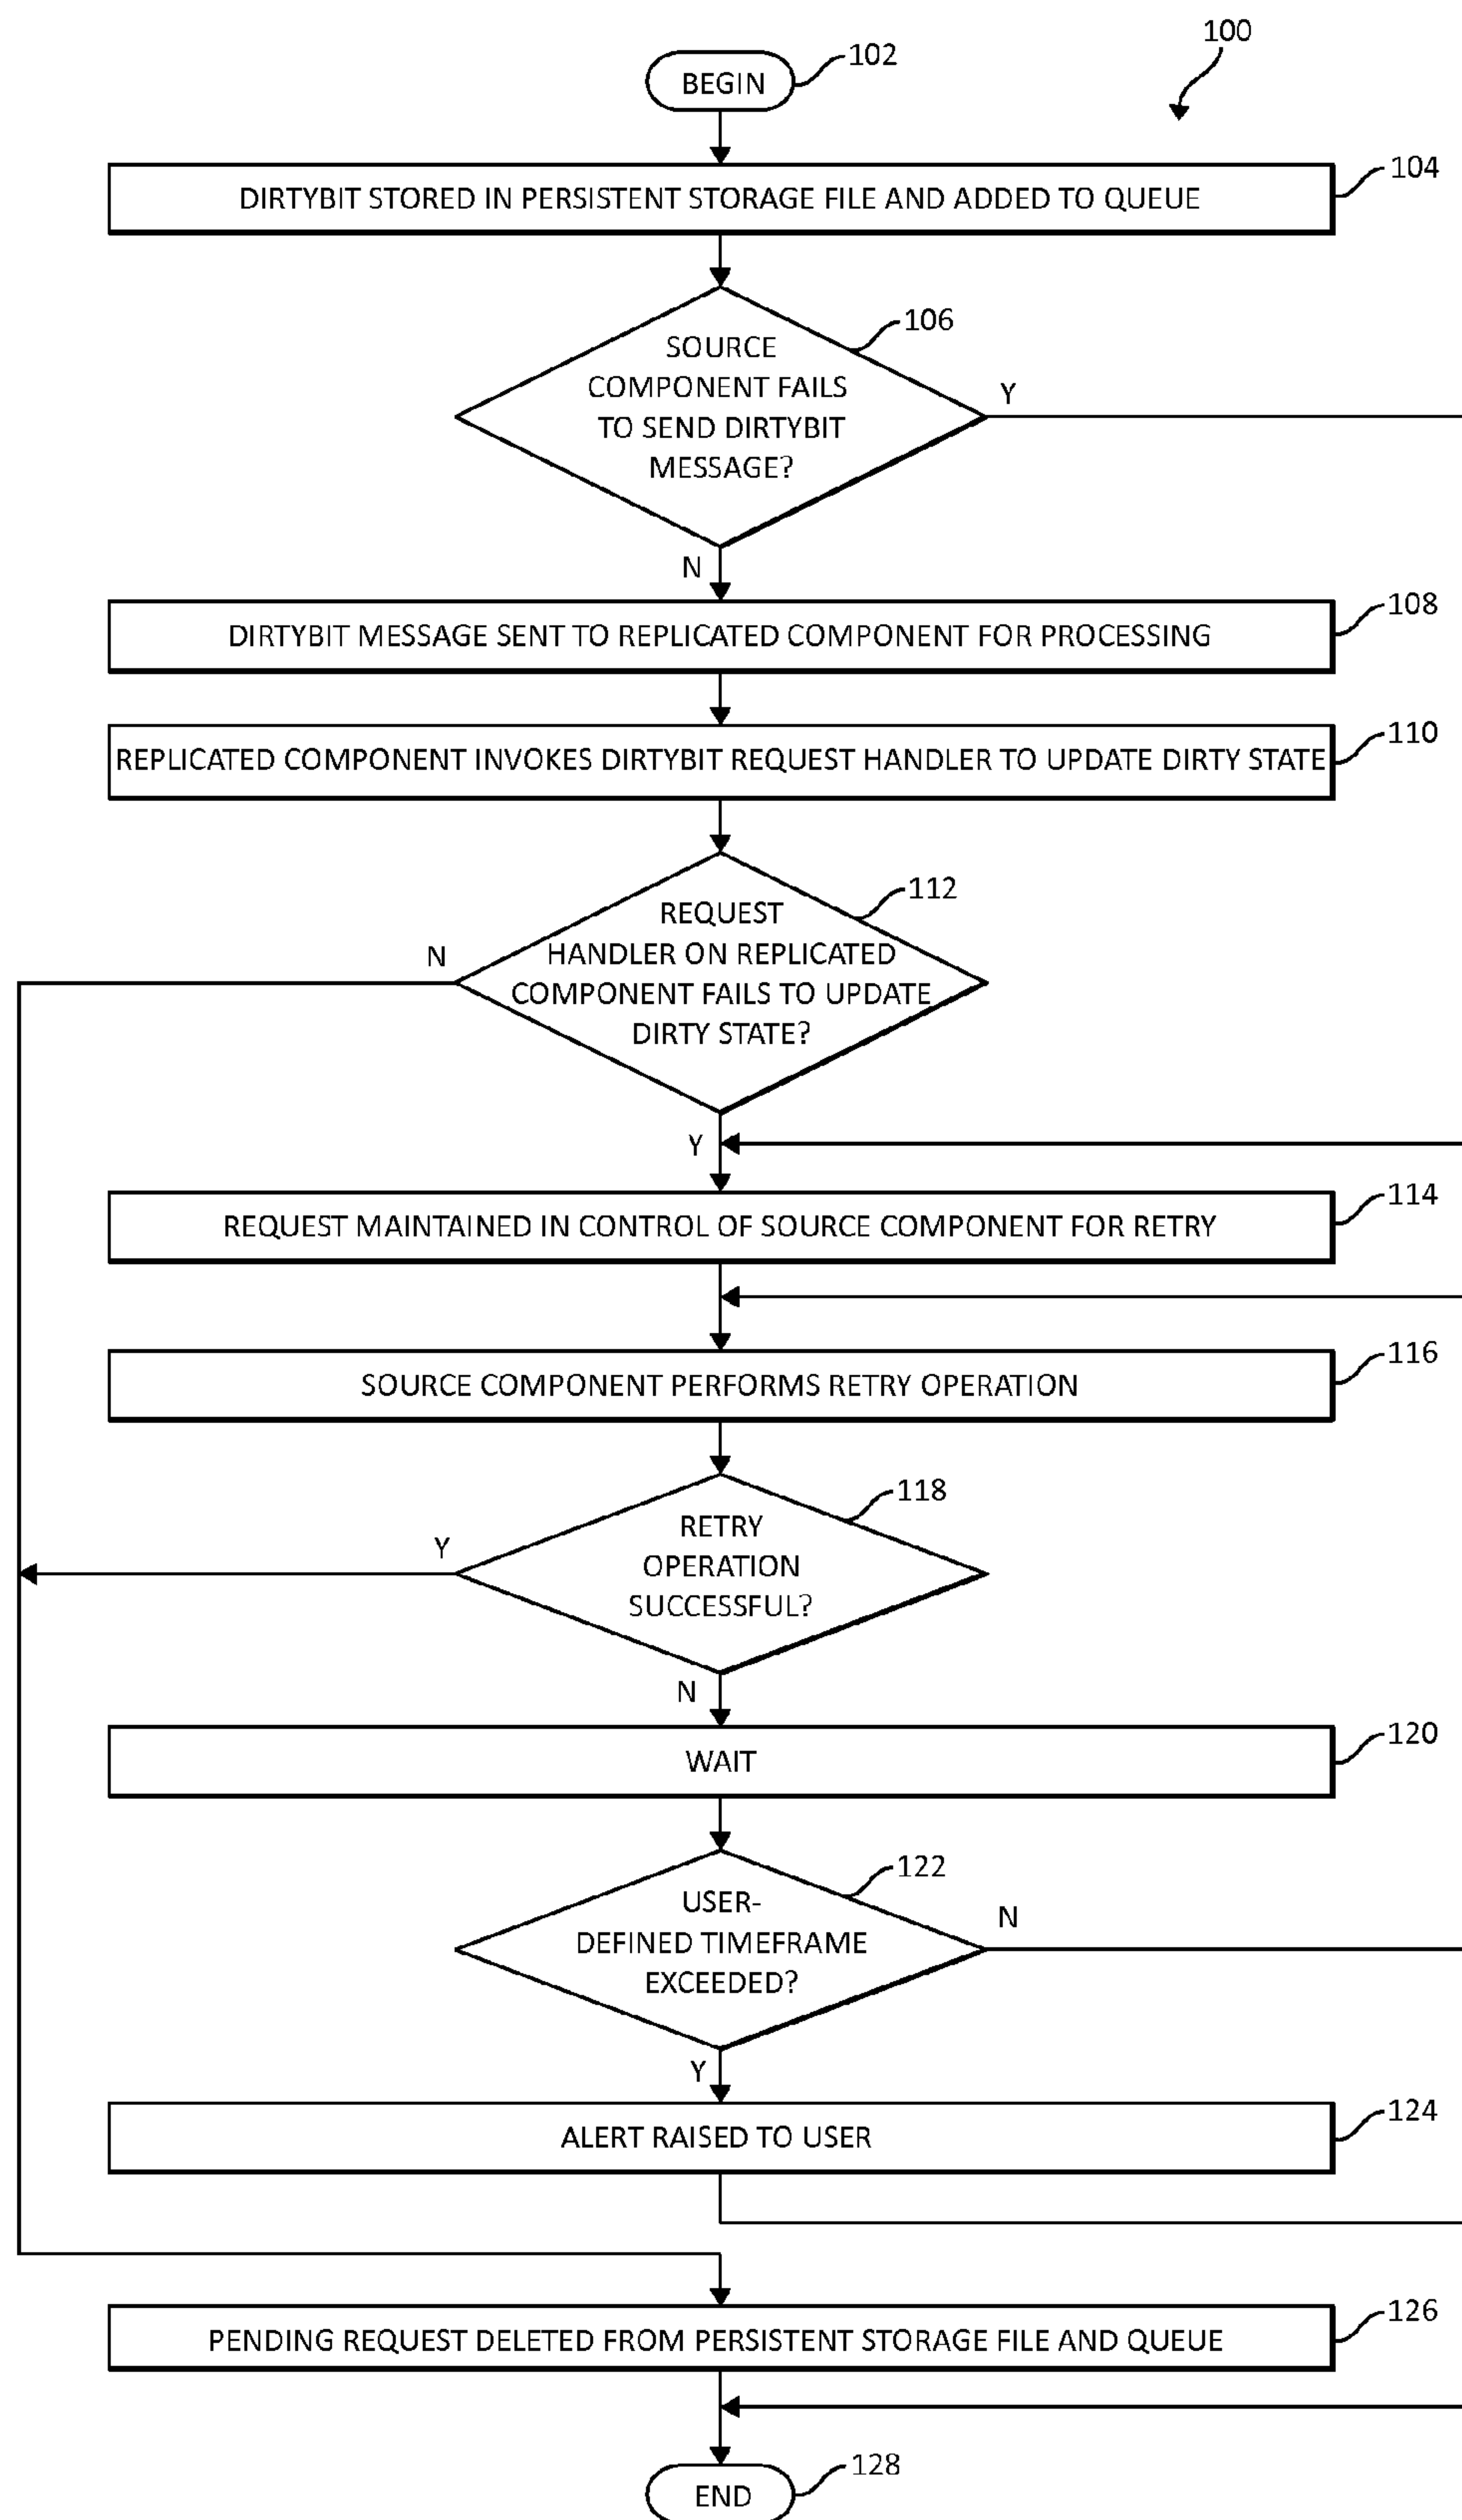 100
BEGIN
102
DIRTYBIT STORED IN PERSISTENT STORAGE FILE AND ADDED TO QUEUE
104
106
SOURCE
COMPONENT FAILS
TO SEND DIRTYBIT
MESSAGE?
Y
N
DIRTYBIT MESSAGE SENT TO REPLICATED COMPONENT FOR PROCESSING
108
REPLICATED COMPONENT INVOKES DIRTYBIT REQUEST HANDLER TO UPDATE DIRTY STATE
110
112
REQUEST
HANDLER ON REPLICATED
COMPONENT FAILS TO UPDATE
DIRTY STATE?
N
Y
REQUEST MAINTAINED IN CONTROL OF SOURCE COMPONENT FOR RETRY
114
SOURCE COMPONENT PERFORMS RETRY OPERATION
116
118
RETRY
OPERATION
SUCCESSFUL?
Y
N
WAIT
120
122
USER-
DEFINED TIMEFRAME
EXCEEDED?
N
Y
ALERT RAISED TO USER
124
PENDING REQUEST DELETED FROM PERSISTENT STORAGE FILE AND QUEUE
126
END
128